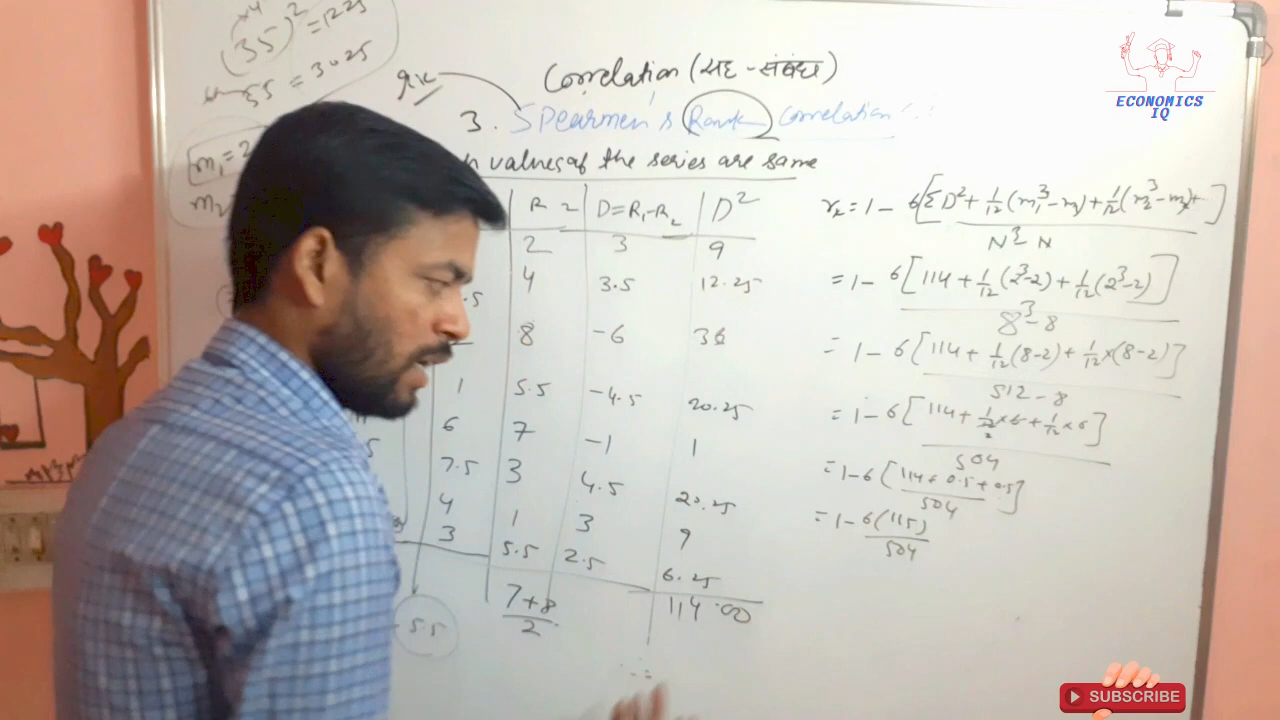 (35)² = 1225
55 = 3025
m₁ = 2
m₂
Correlation (सह-संबंध)
3. Spearmen's Rank Correlation
values of the series are same
R 2 D=R₁-R₂ D²
2 3 9
.5 4 3.5 12.25
8 -6 36
1 5.5 -4.5 20.25
6 7 -1 1
7.5 3 4.5 20.25
4 1 3 9
3 5.5 2.5 6.25
7+8/2 114.00
55
= 1 - 6[ΣD² + 1/12(m₁³-m₁) + 1/12(m₂³-m₂)+ ]
N³ N
= 1 - 6[114 + 1/12(2³-2) + 1/12(2³-2)]
8³-8
= 1 - 6[114 + 1/12(8-2) + 1/12×(8-2)]
512-8
= 1 - 6[114 + 1/12×6 + 1/12×6]
504
= 1-6[114+0.5+0.5]
504
= 1-6(115)
504
ECONOMICS
IQ
SUBSCRIBE